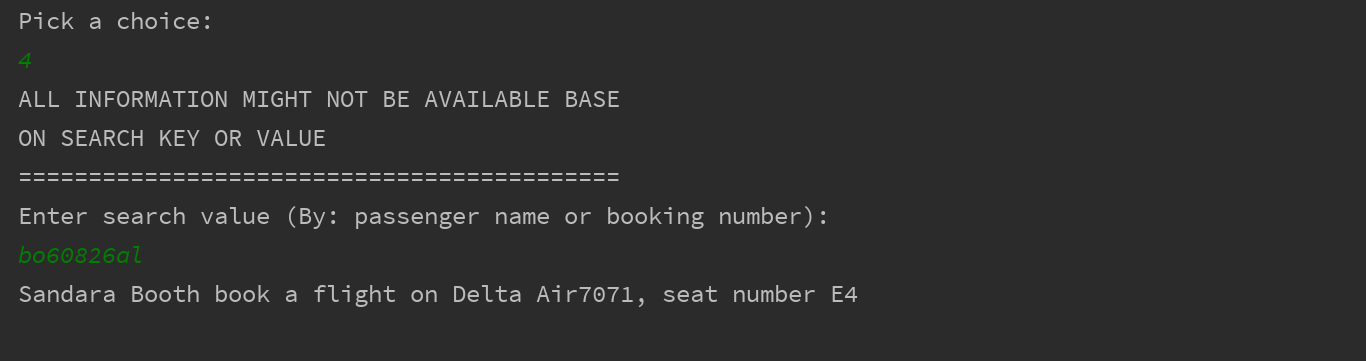 Pick a choice:
4
ALL INFORMATION MIGHT NOT BE AVAILABLE BASE
ON SEARCH KEY OR VALUE
===========================================
Enter search value (By: passenger name or booking number):
bo60826al
Sandara Booth book a flight on Delta Air7071, seat number E4